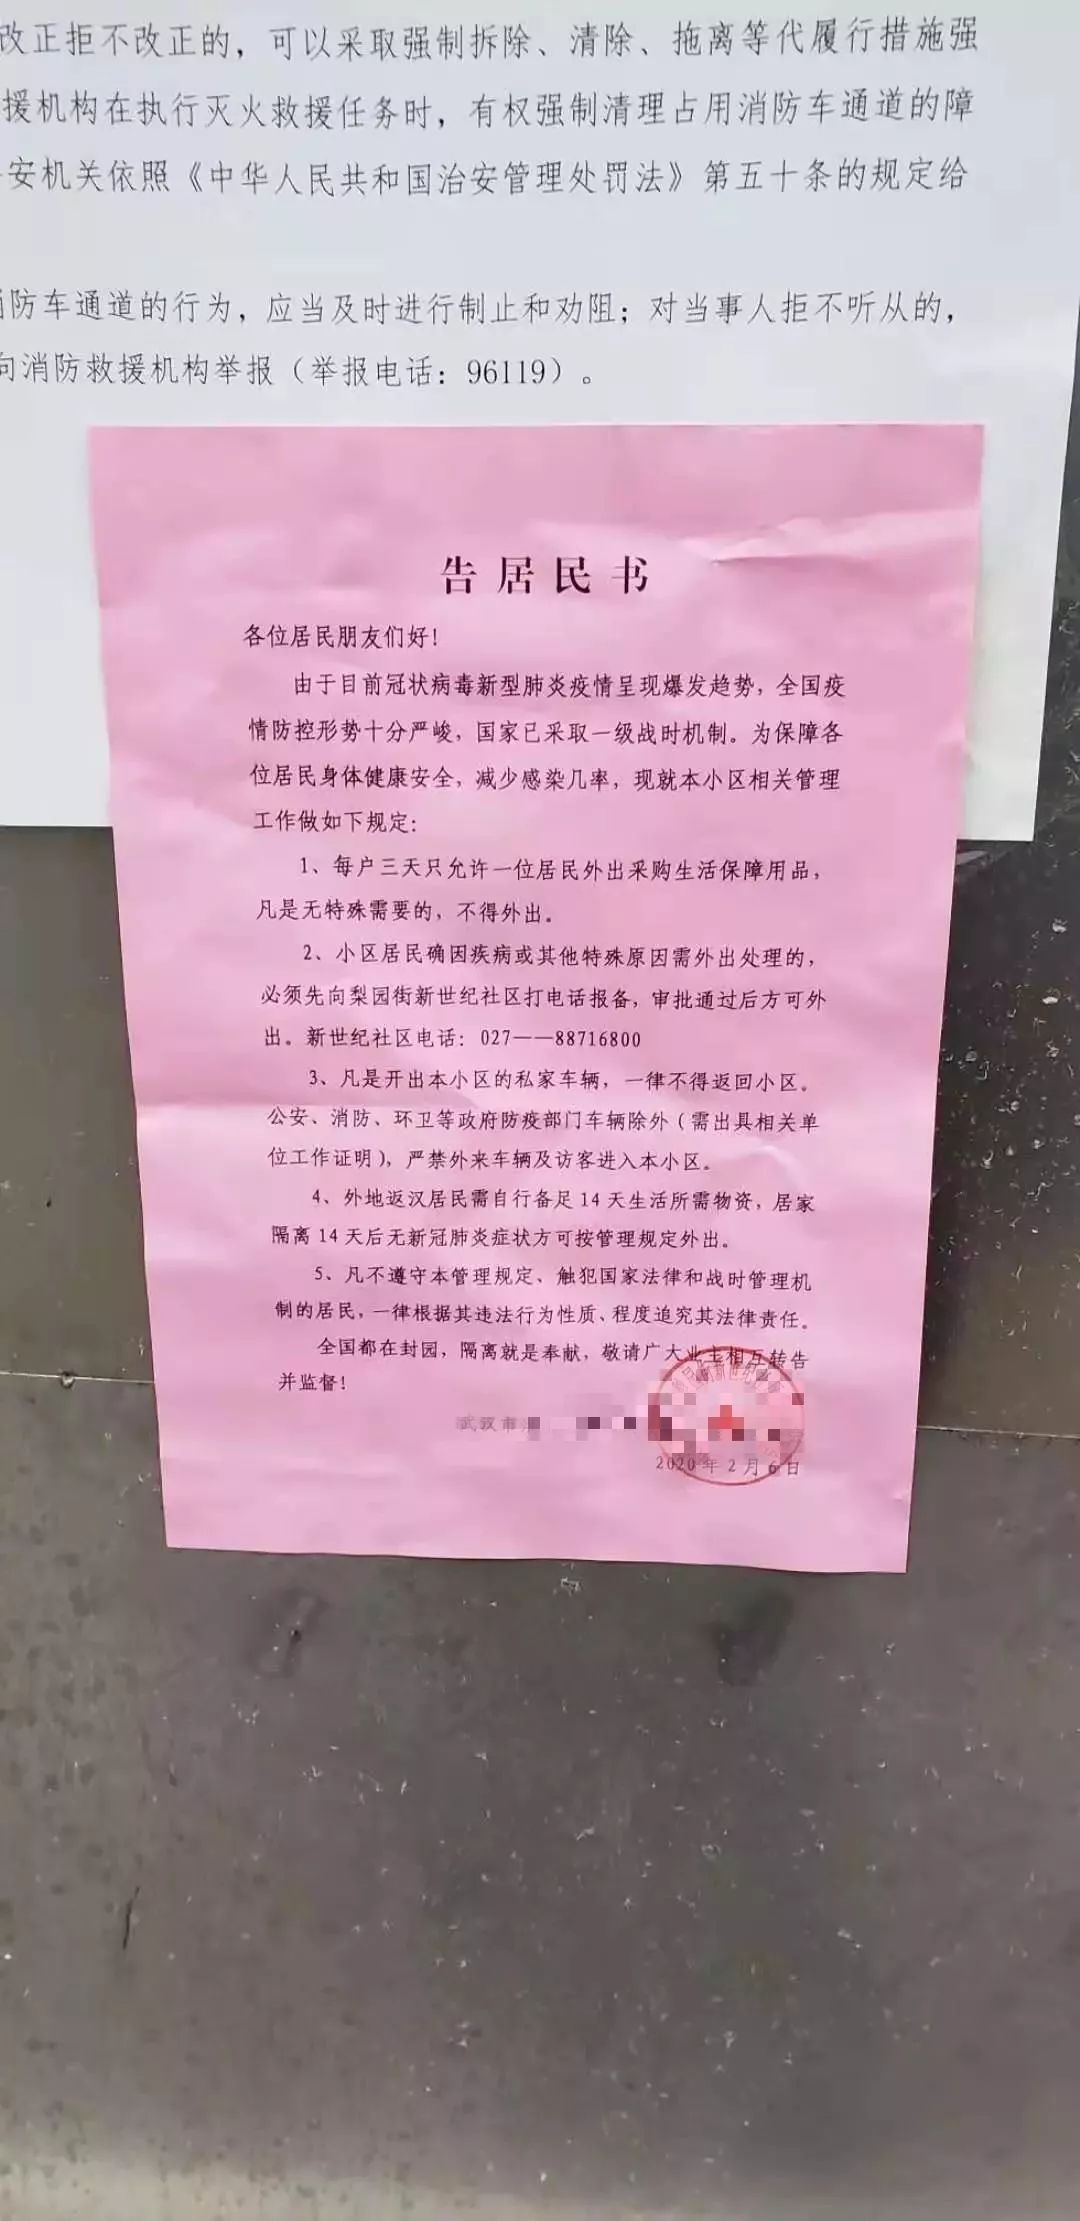 改正拒不改正的，可以采取强制拆除、清除、拖离等代履行措施强
援机构在执行灭火救援任务时，有权强制清理占用消防车通道的障
安机关依照《中华人民共和国治安管理处罚法》第五十条的规定给
消防车通道的行为，应当及时进行制止和劝阻；对当事人拒不听从的，
向消防救援机构举报（举报电话：96119）。
告居民书
各位居民朋友们好！
由于目前冠状病毒新型肺炎疫情呈现爆发趋势，全国疫
情防控形势十分严峻，国家已采取一级战时机制。为保障各
位居民身体健康安全，减少感染几率，现就本小区相关管理
工作做如下规定：
1、每户三天只允许一位居民外出采购生活保障用品，
凡是无特殊需要的，不得外出。
2、小区居民确因疾病或其他特殊原因需外出处理的，
必须先向梨园街新世纪社区打电话报备，审批通过后方可外
出。新世纪社区电话：027——88716800
3、凡是开出本小区的私家车辆，一律不得返回小区。
公安、消防、环卫等政府防疫部门车辆除外（需出具相关单
位工作证明），严禁外来车辆及访客进入本小区。
4、外地返汉居民需自行备足14天生活所需物资，居家
隔离14天后无新冠肺炎症状方可按管理规定外出。
5、凡不遵守本管理规定、触犯国家法律和战时管理机
制的居民，一律根据其违法行为性质、程度追究其法律责任。
全国都在封园，隔离就是奉献，敬请广大业主相互转告
并监督！
武汉市
新世纪
2020年2月6日